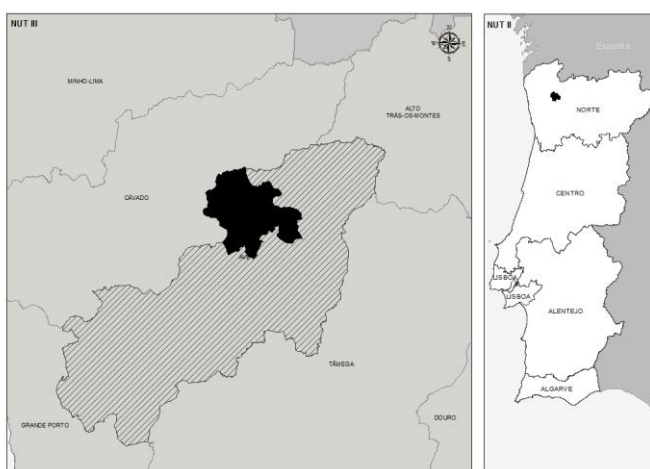 NUT III
N
W
E
S
MINHO-LIMA
ALTO
TRÁS-OS-MONTES
CÁVADO
TÂMEGA
GRANDE PORTO
DOURO
NUT II
Espanha
NORTE
CENTRO
LISBOA
LISBOA
ALENTEJO
ALGARVE